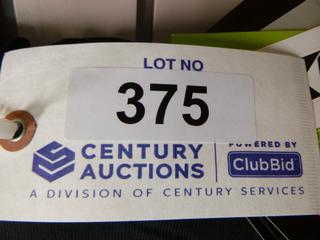 LOT NO
375
CENTURY
AUCTIONS
POWERED BY
ClubBid
A DIVISION OF CENTURY SERVICES